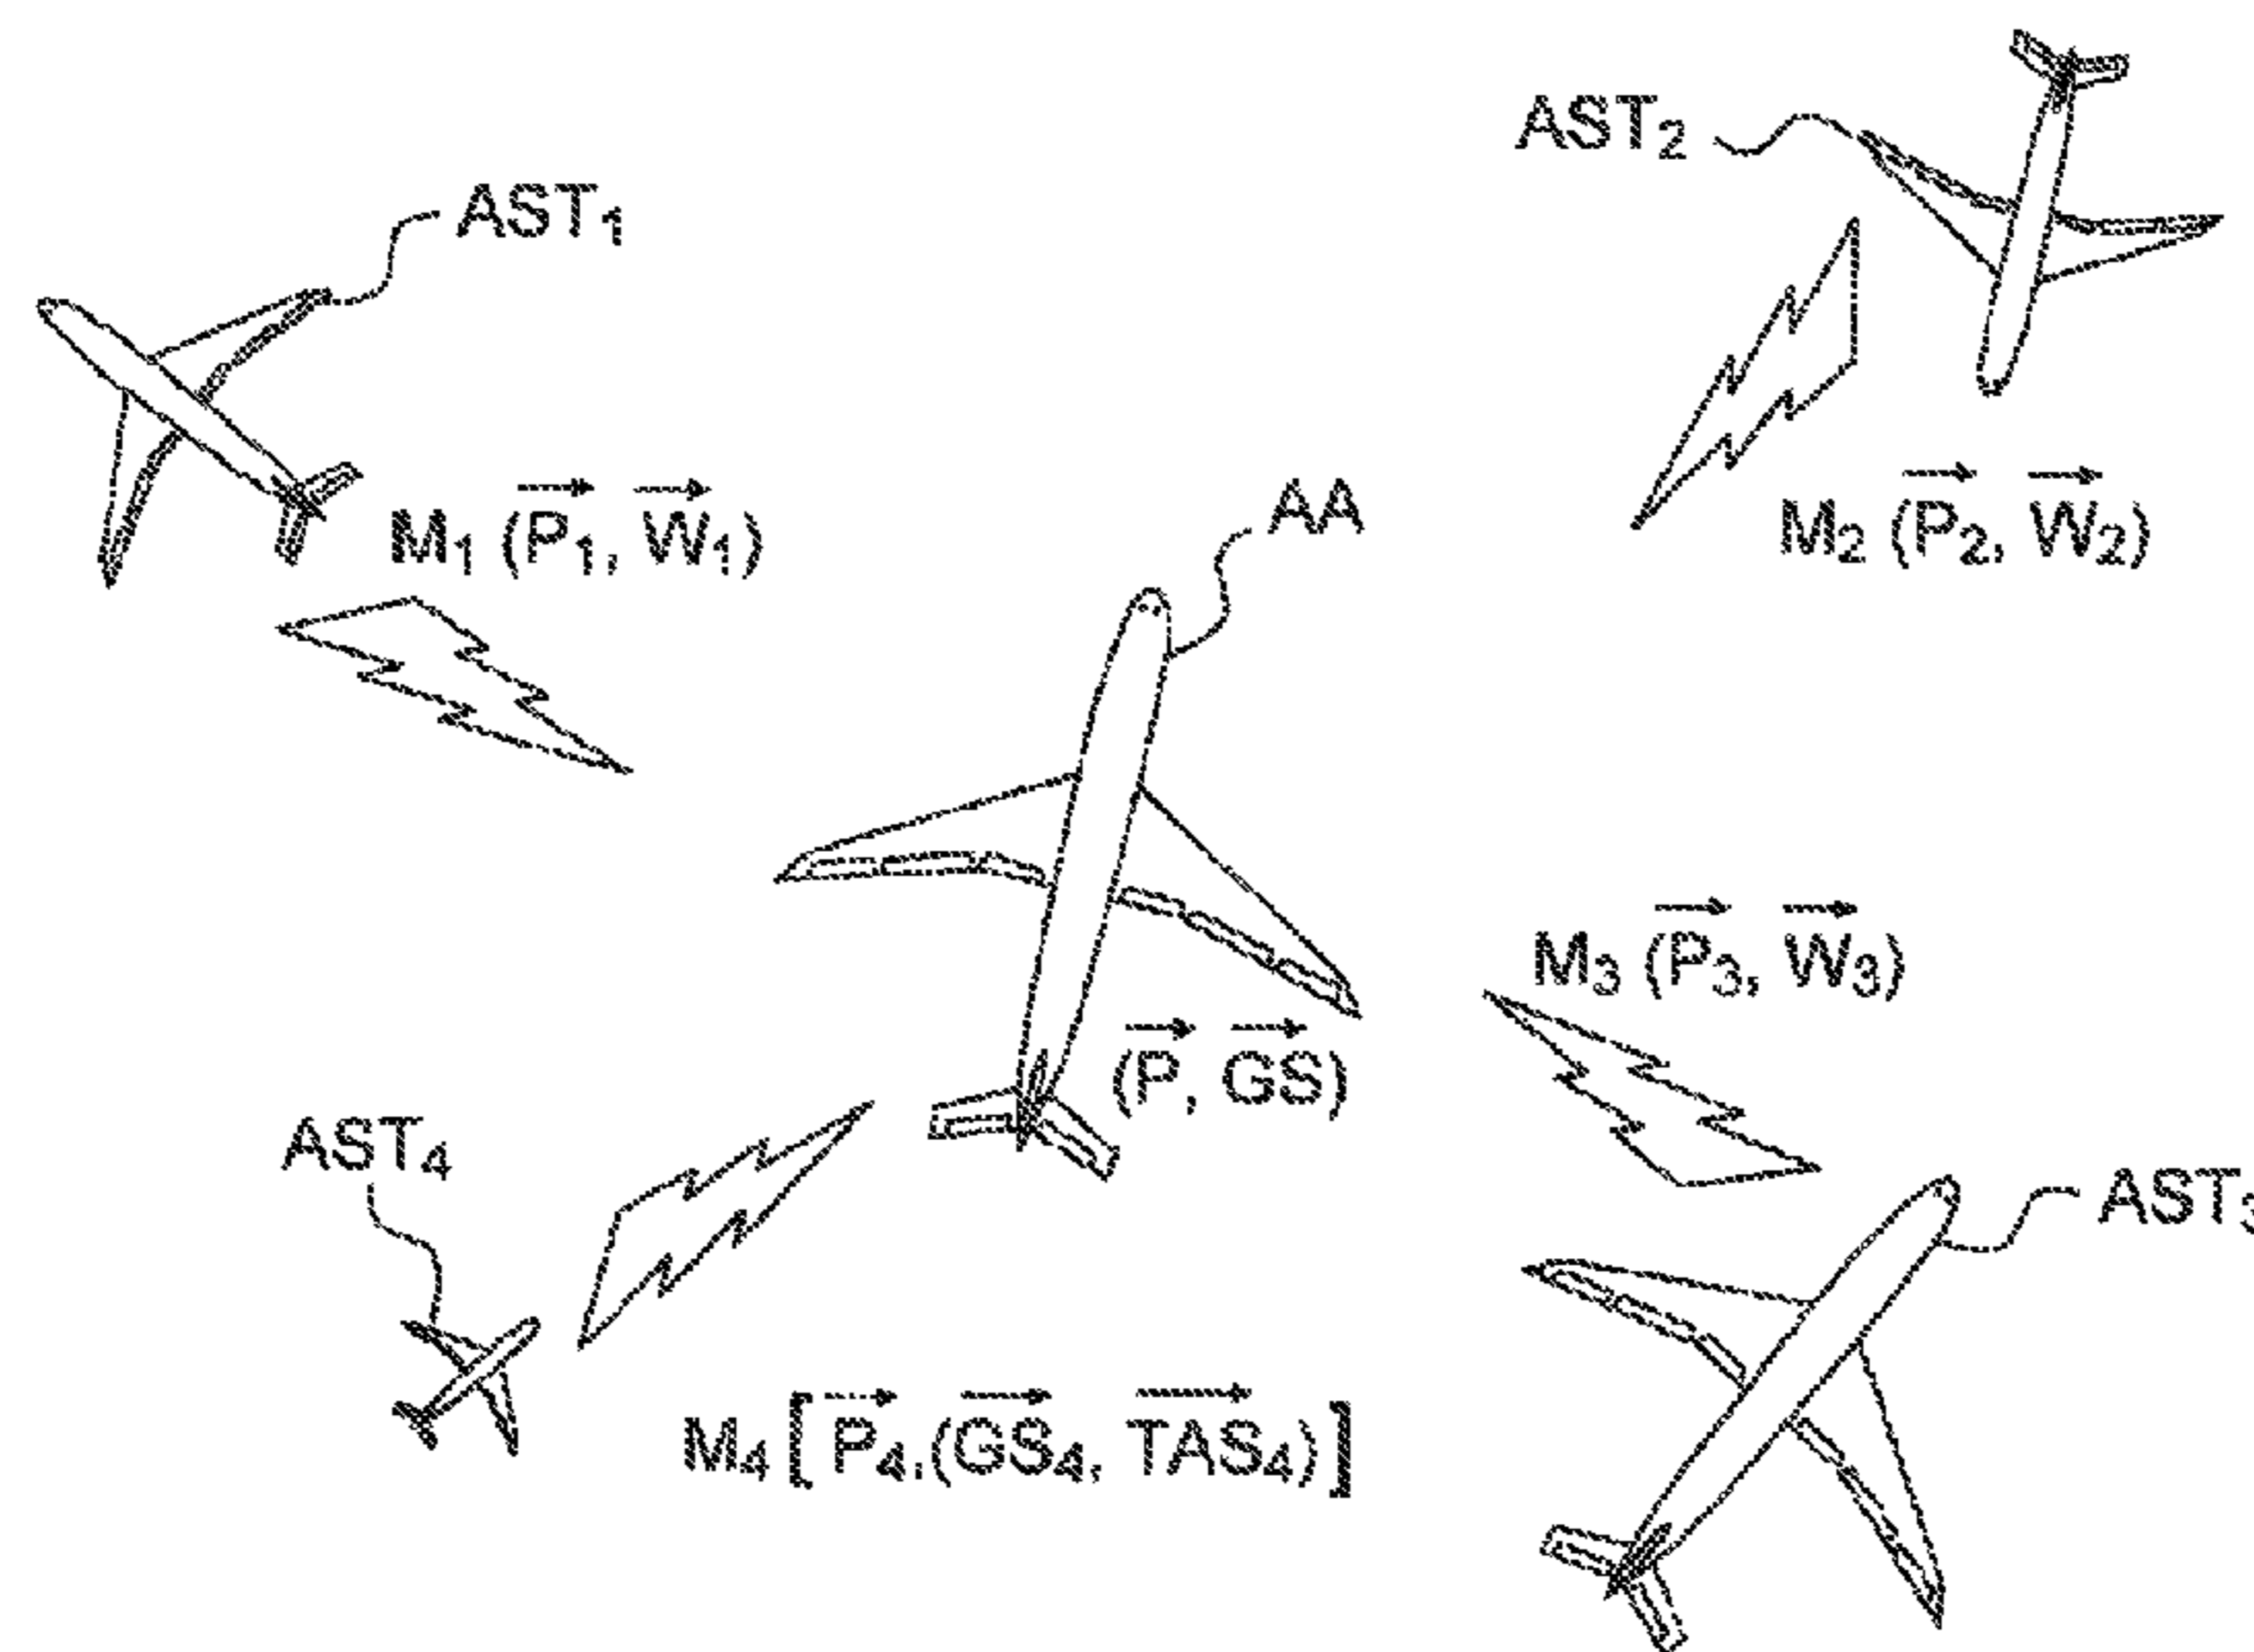 AST₂
AST₁
M₁ (P₁, W₁)
AA
M₂ (P₂, W₂)
M₃ (P₃, W₃)
(P, GS)
AST₄
AST₃
M₄ [P₄,(GS₄, TAS₄)]